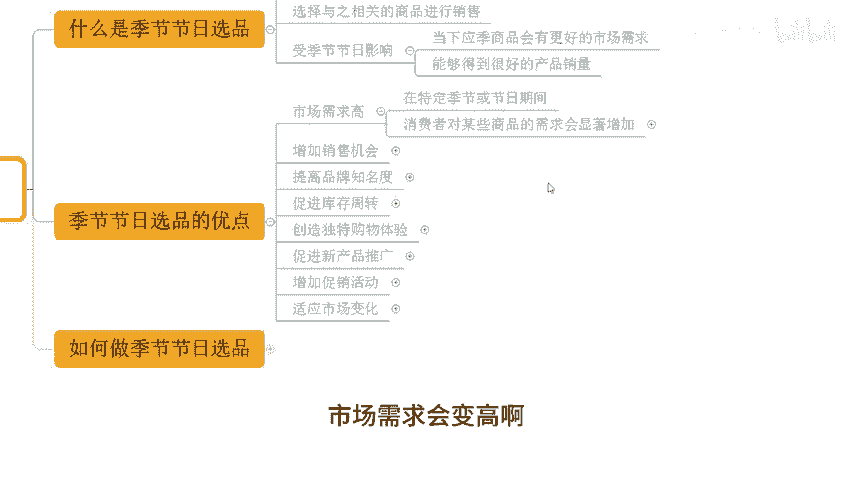 什么是季节节日选品
选择与之相关的商品进行销售
受季节节日影响
当下应季商品会有更好的市场需求
能够得到很好的产品销量
季节节日选品的优点
市场需求高
在特定季节或节日期间
消费者对某些商品的需求会显著增加
增加销售机会
提高品牌知名度
促进库存周转
创造独特购物体验
促进新产品推广
增加促销活动
适应市场变化
如何做季节节日选品
市场需求会变高啊